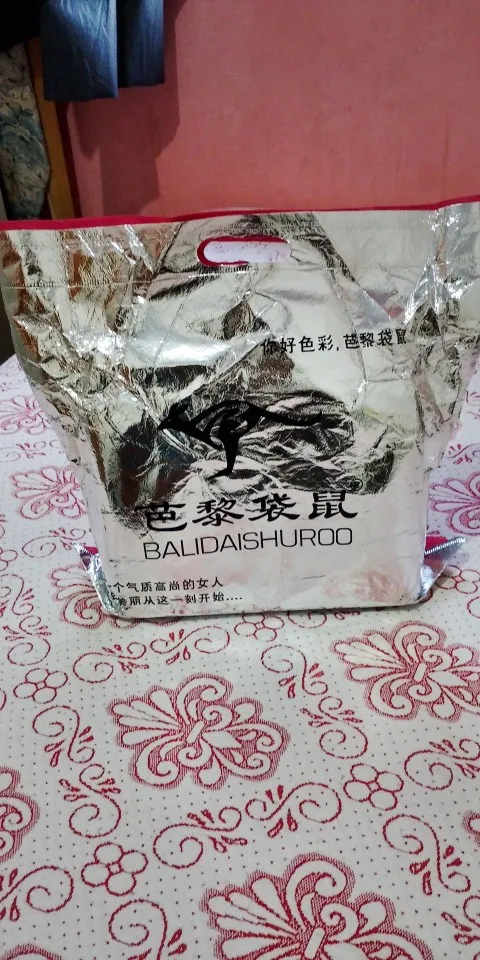 你好色彩,芭黎袋鼠
芭黎袋鼠
BALIDAISHUROO
个气质高尚的女人
美丽从这一刻开始....